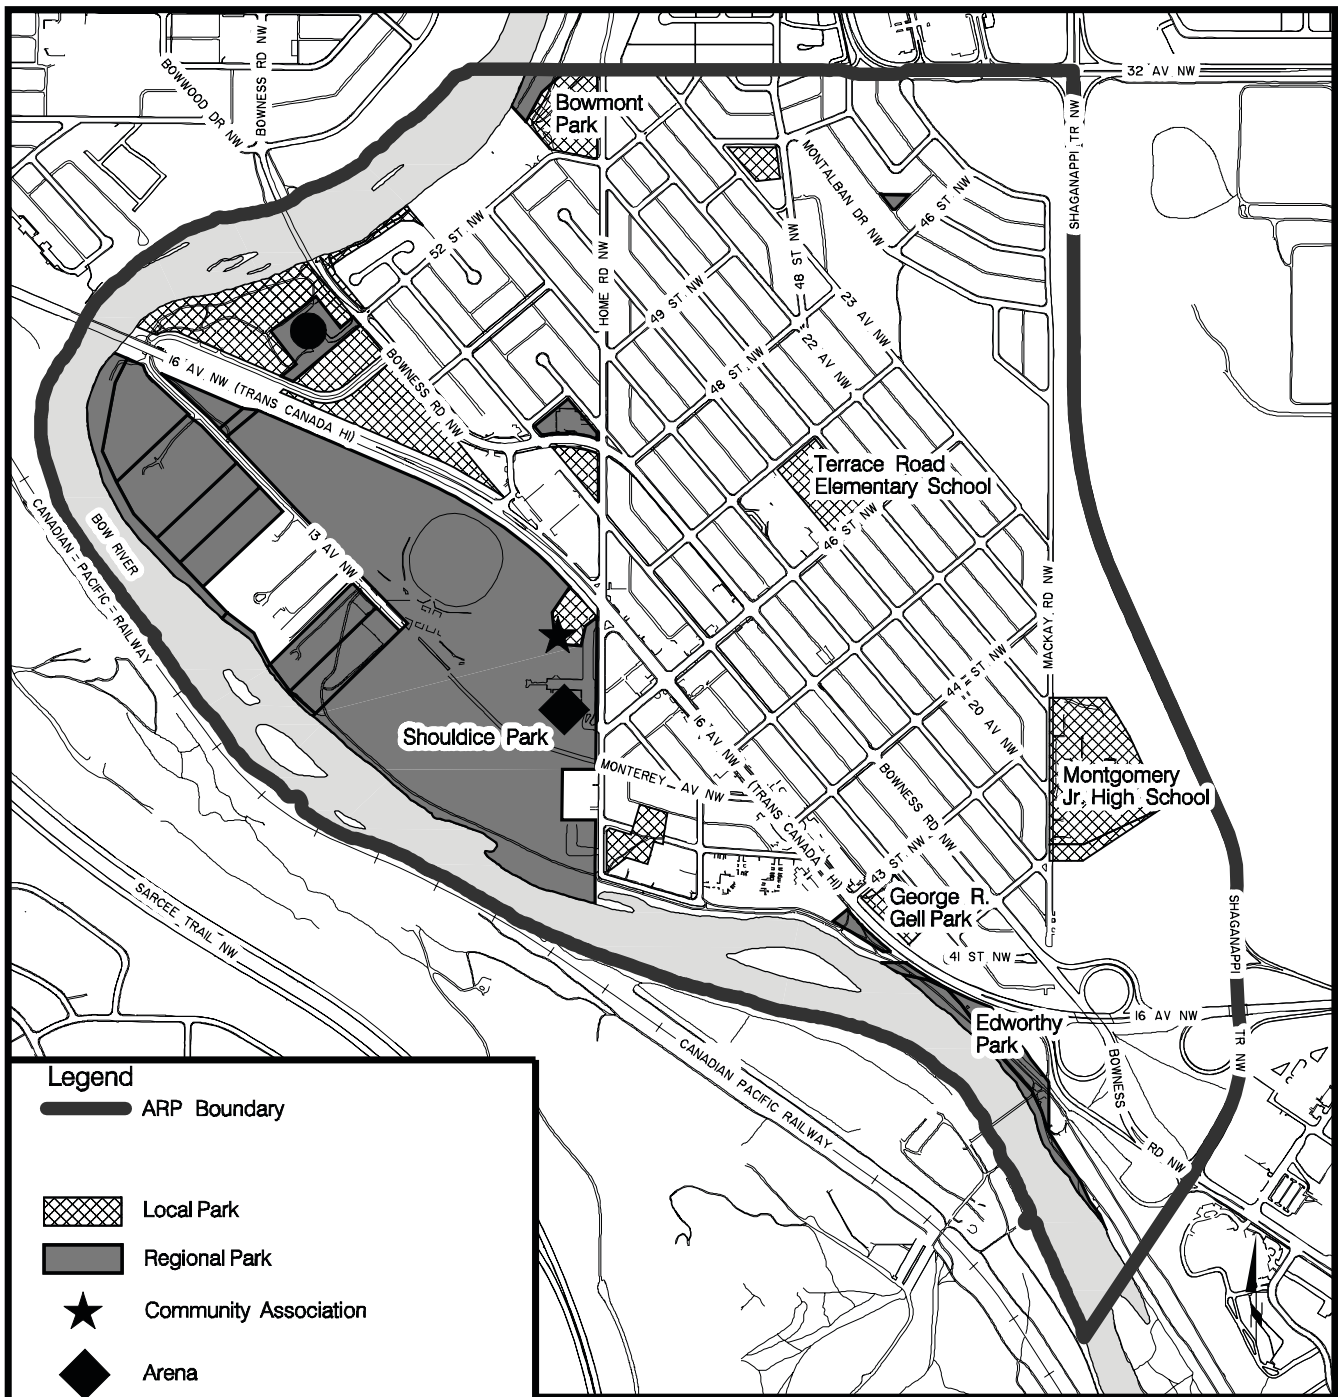 32 AV NW
BOWWOOD DR NW
BOWNESS RD NW
SHAGANAPPI TR NW
Bowmont
Park
MONTALBAN DR NW
46 ST NW
52 ST NW
HOME RD NW
48 ST NW
49 ST NW
23 AV NW
22 AV NW
48 ST NW
16 AV NW (TRANS CANADA HI)
BOWNESS RD NW
Terrace Road
Elementary School
46 ST NW
CANADIAN PACIFIC RAILWAY
BOW RIVER
13 AV NW
MACKAY RD NW
44 ST NW
20 AV NW
Shouldice Park
16 AV NW (TRANS CANADA HI)
MONTEREY AV NW
BOWNESS RD NW
Montgomery
Jr. High School
43 ST NW
George R.
Gell Park
41 ST NW
SARCEE TRAIL NW
SHAGANAPPI TR NW
16 AV NW
Edworthy
Park
BOWNESS RD NW
CANADIAN PACIFIC RAILWAY
Legend
ARP Boundary
Local Park
Regional Park
Community Association
Arena